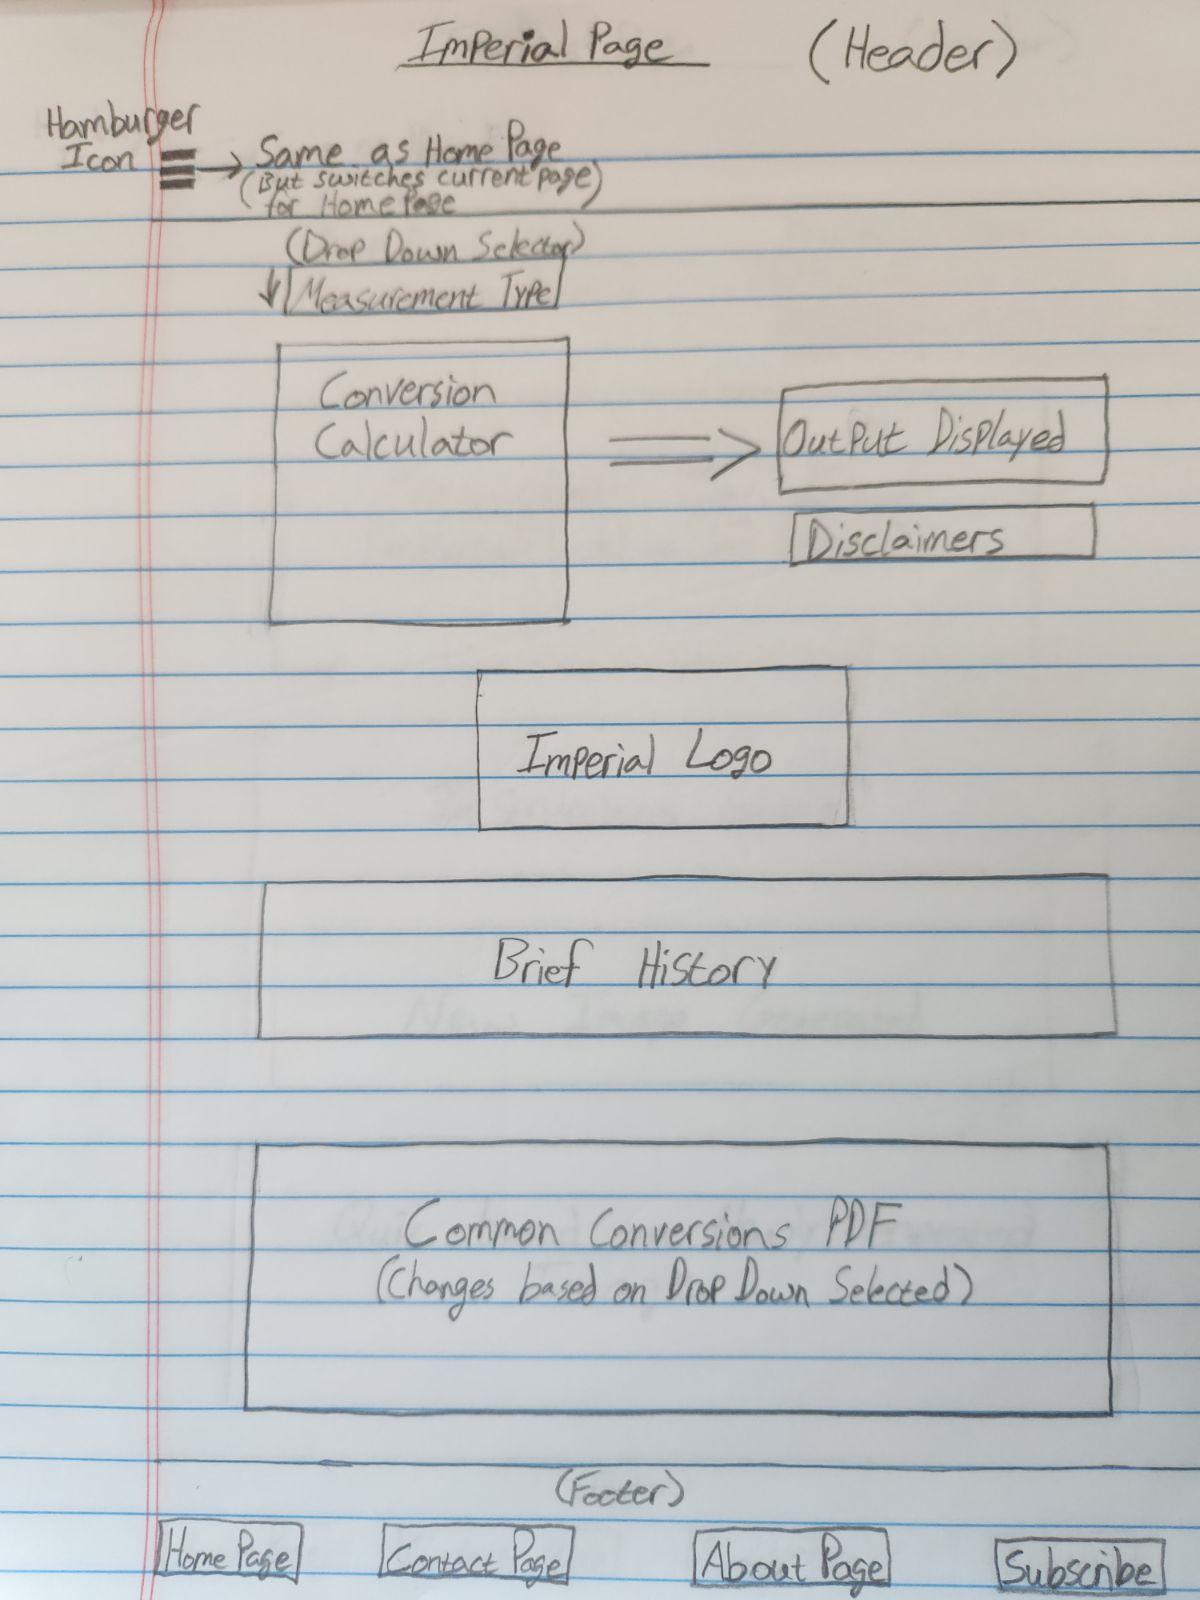 Imperial Page (Header)
Hamburger
Icon
Same as Home Page
(But switches current page)
for Home Page
(Drop Down Selector)
Measurement Type
Conversion
Calculator
Output Displayed
Disclaimers
Imperial Logo
Brief History
Common Conversions PDF
(Changes based on Drop Down Selected)
(Footer)
Home Page Contact Page About Page Subscribe